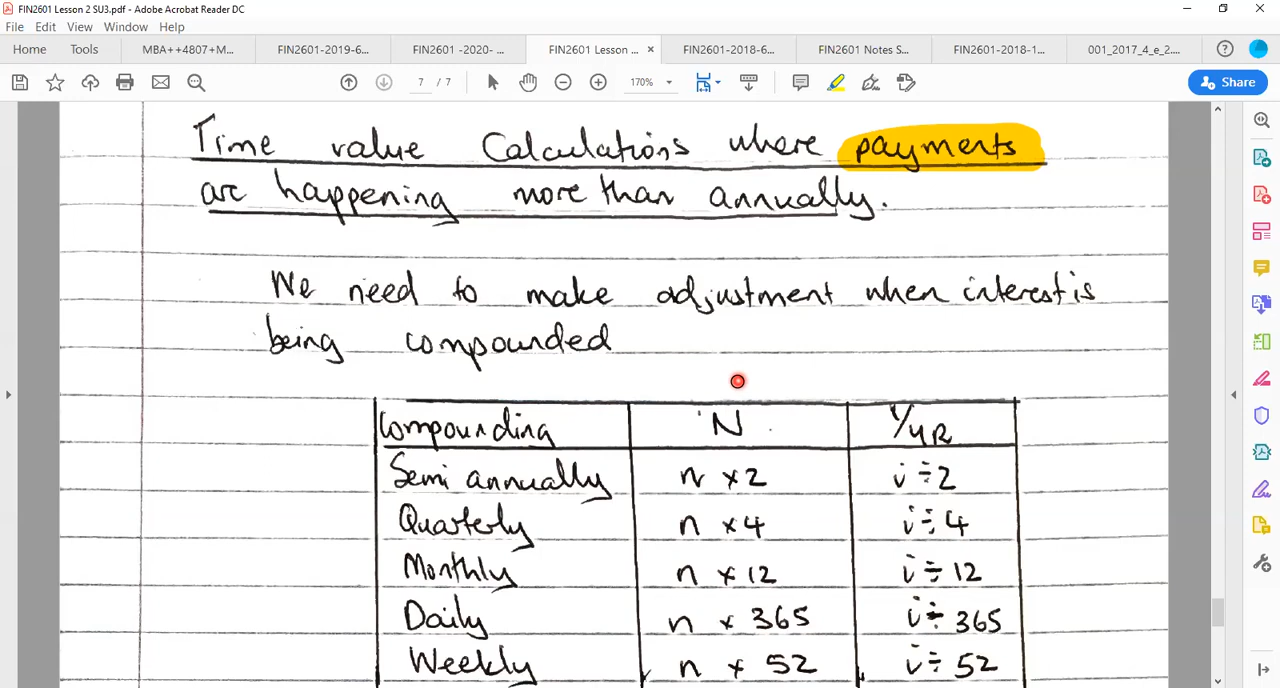 FIN2601 Lesson 2 SU3.pdf - Adobe Acrobat Reader DC
File Edit View Window Help
Home Tools MBA++4807+M... FIN2601-2019-6... FIN2601 -2020- ... FIN2601 Lesson ... × FIN2601-2018-6... FIN2601 Notes S... FIN2601-2018-1... 001_2017_4_e_2....
7 / 7 170% Share
Time value Calculations where payments
are happening more than annually.
We need to make adjustment when interest is
being compounded
Compounding N I/YR
Semi annually n x 2 i ÷ 2
Quarterly n x 4 i ÷ 4
Monthly n x 12 i ÷ 12
Daily n x 365 i ÷ 365
Weekly n x 52 i ÷ 52